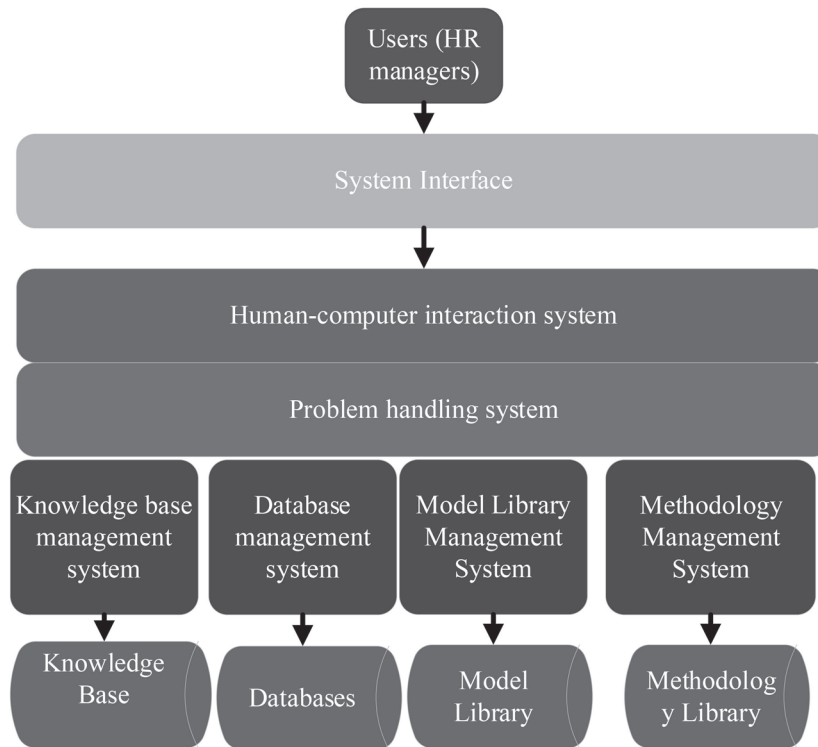 Users (HR
managers)
System Interface
Human-computer interaction system
Problem handling system
Knowledge base
management
system
Database
management
system
Model Library
Management
System
Methodology
Management
System
Knowledge
Base
Databases
Model
Library
Methodolog
y Library